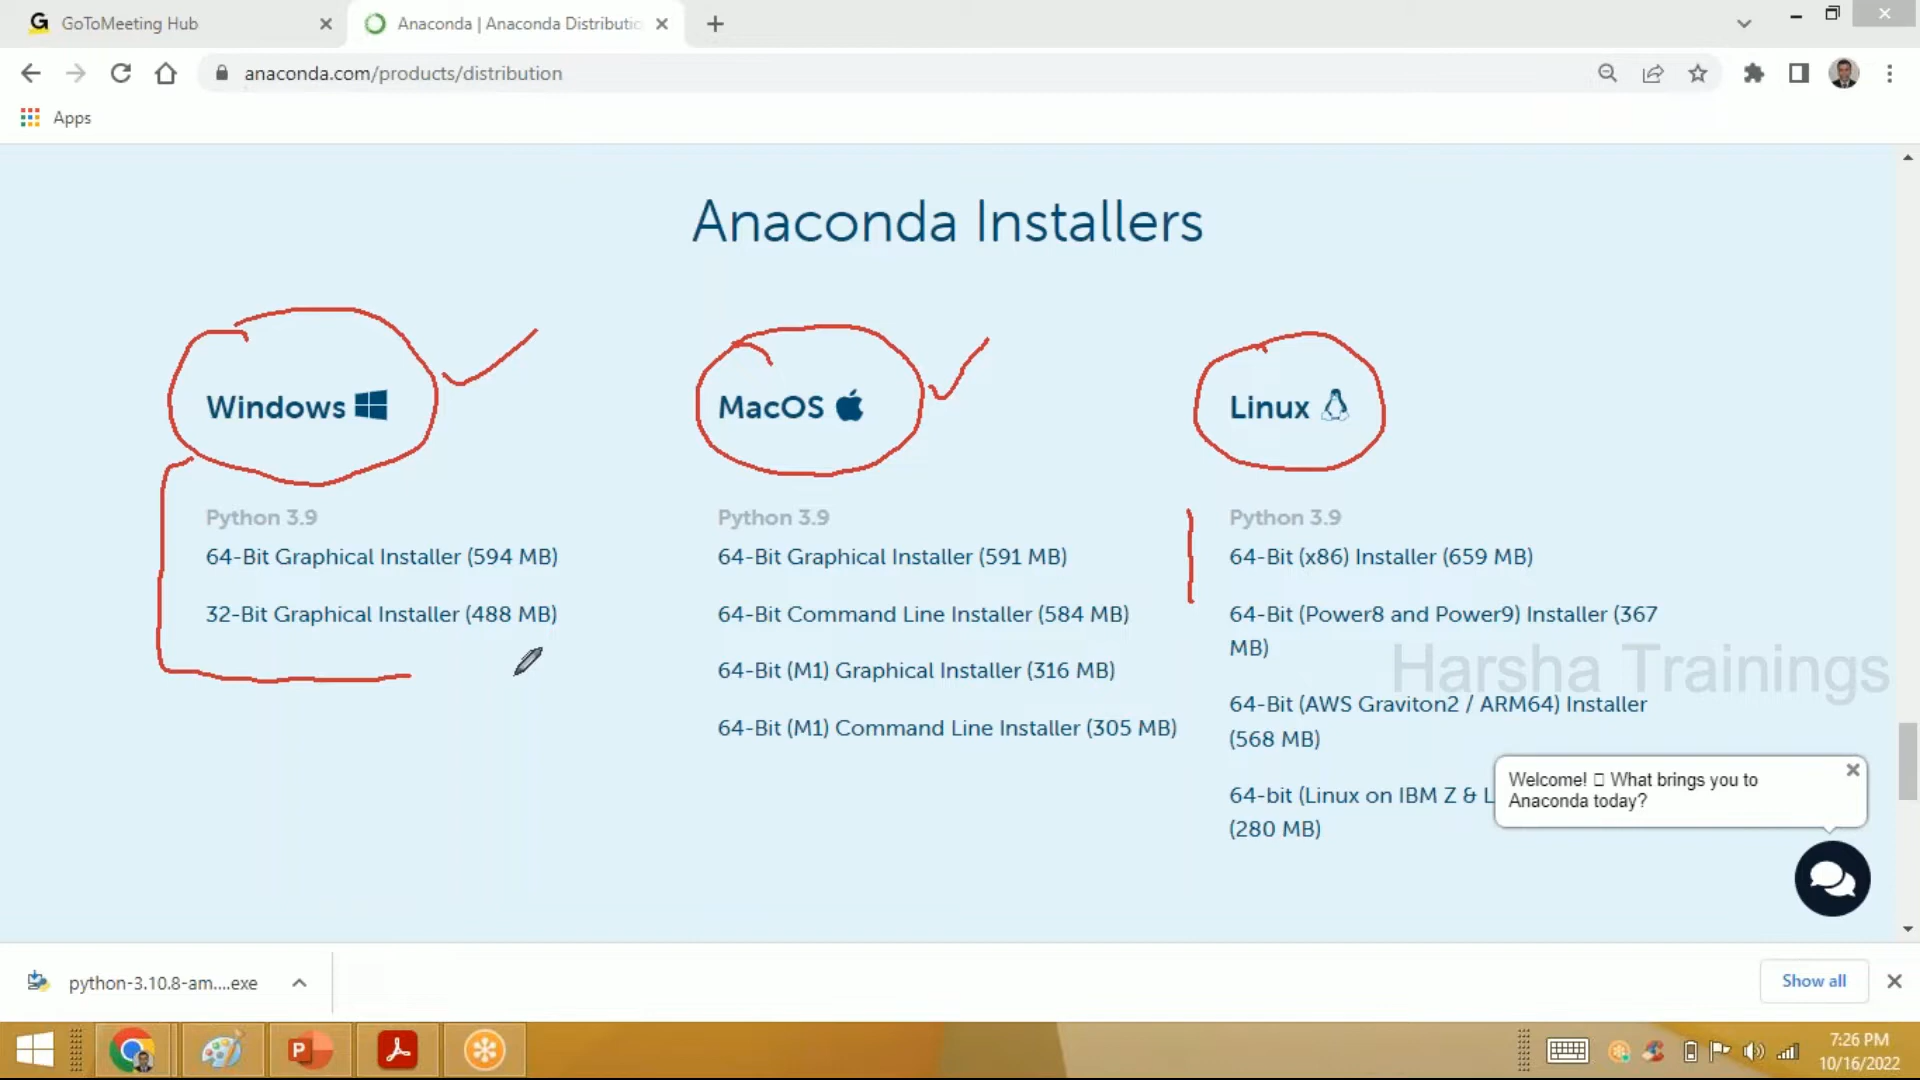 GoToMeeting Hub
Anaconda | Anaconda Distributio
anaconda.com/products/distribution
Apps
Anaconda Installers
Windows
Python 3.9
64-Bit Graphical Installer (594 MB)
32-Bit Graphical Installer (488 MB)
MacOS
Python 3.9
64-Bit Graphical Installer (591 MB)
64-Bit Command Line Installer (584 MB)
64-Bit (M1) Graphical Installer (316 MB)
64-Bit (M1) Command Line Installer (305 MB)
Linux
Python 3.9
64-Bit (x86) Installer (659 MB)
64-Bit (Power8 and Power9) Installer (367
MB)
64-Bit (AWS Graviton2 / ARM64) Installer
(568 MB)
64-bit (Linux on IBM Z & L
(280 MB)
Harsha Trainings
Welcome! What brings you to
Anaconda today?
python-3.10.8-am....exe
Show all
7:26 PM
10/16/2022